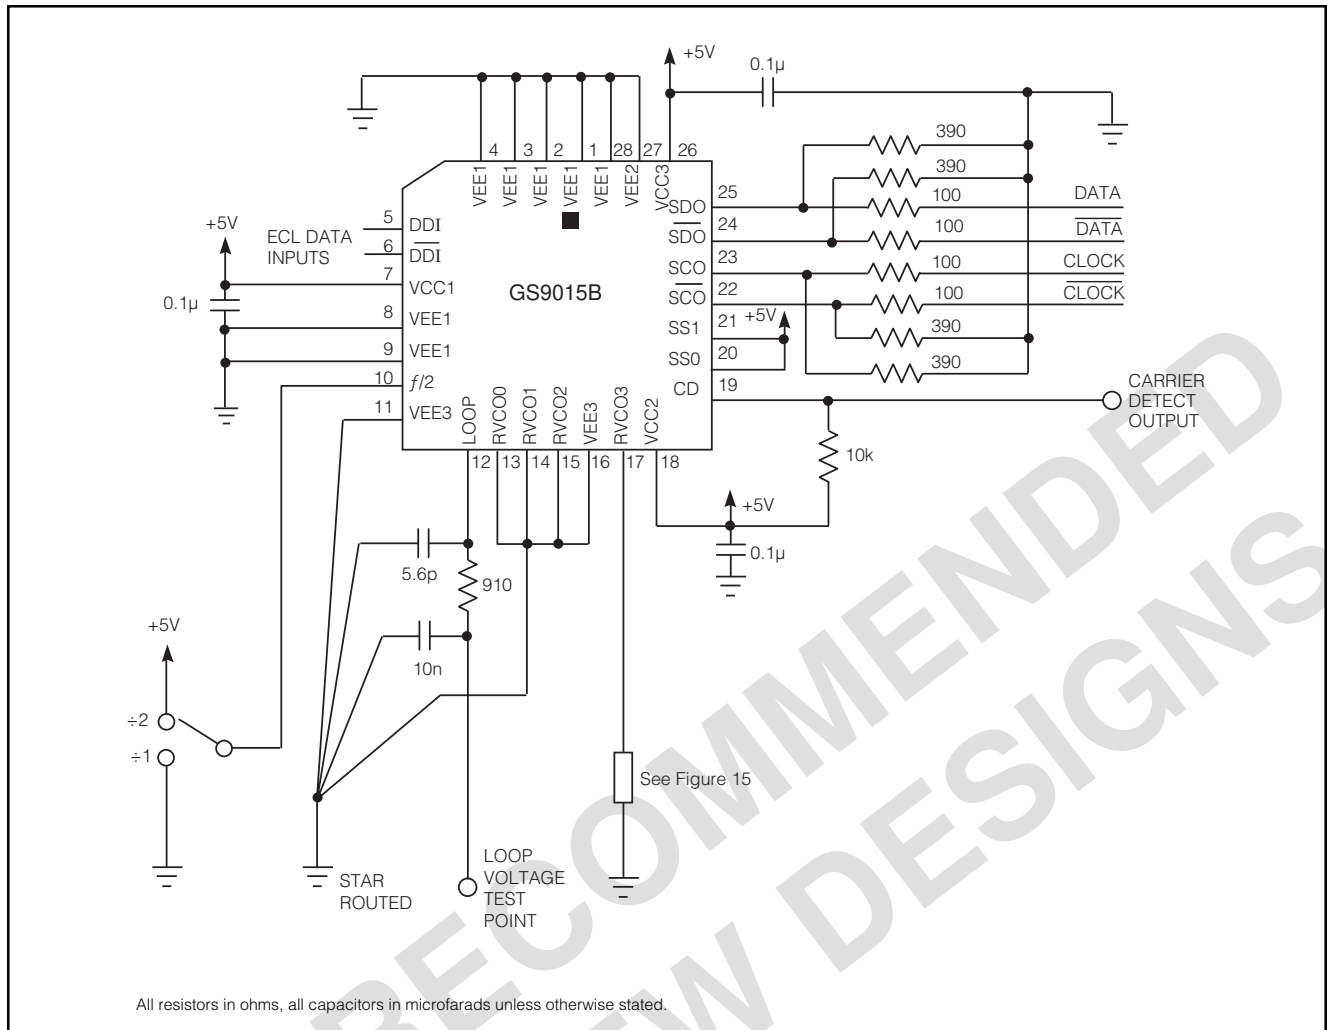 +5V
0.1µ
4 3 2 1 28 27 26
VEE1 VEE1 VEE1 VEE1 VEE1 VEE2 VCC3
390
390
25 SDO 100 DATA
24 SDO 100 DATA
23 SCO 100 CLOCK
22 SCO 100 CLOCK
21 SS1 +5V
390
20 SS0
390
19 CD
CARRIER
DETECT
OUTPUT
+5V
ECL DATA
INPUTS
5 DDI
6 DDI
7 VCC1
0.1µ
8 VEE1
9 VEE1
10 ƒ/2
11 VEE3
GS9015B
LOOP RVCO0 RVCO1 RVCO2 VEE3 RVCO3 VCC2
12 13 14 15 16 17 18
10k
+5V
0.1µ
5.6p
910
10n
+5V
÷2
÷1
See Figure 15
STAR
ROUTED
LOOP
VOLTAGE
TEST
POINT
RECOMMENDED
EW DESIGNS
All resistors in ohms, all capacitors in microfarads unless otherwise stated.